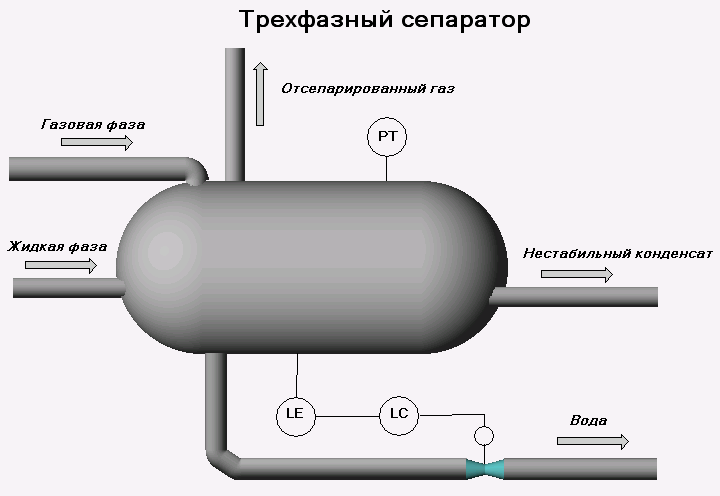 Трехфазный сепаратор
Отсепарированный газ
Газовая фаза
PT
Жидкая фаза
Нестабильный конденсат
LE
LC
Вода